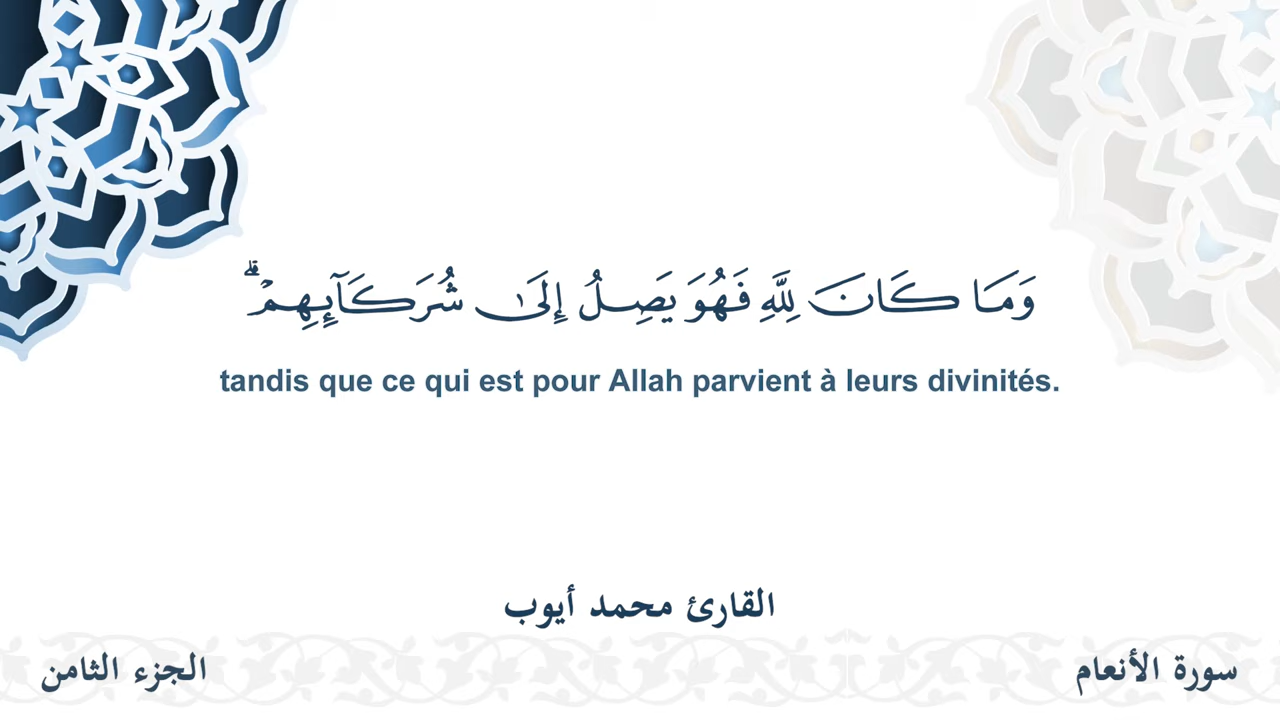 وَمَا كَانَ لِلَّهِ فَهُوَ يَصِلُ إِلَىٰ شُرَكَآئِهِمْ ۗ
tandis que ce qui est pour Allah parvient à leurs divinités.
القارئ محمد أيوب
سورة الأنعام
الجزء الثامن